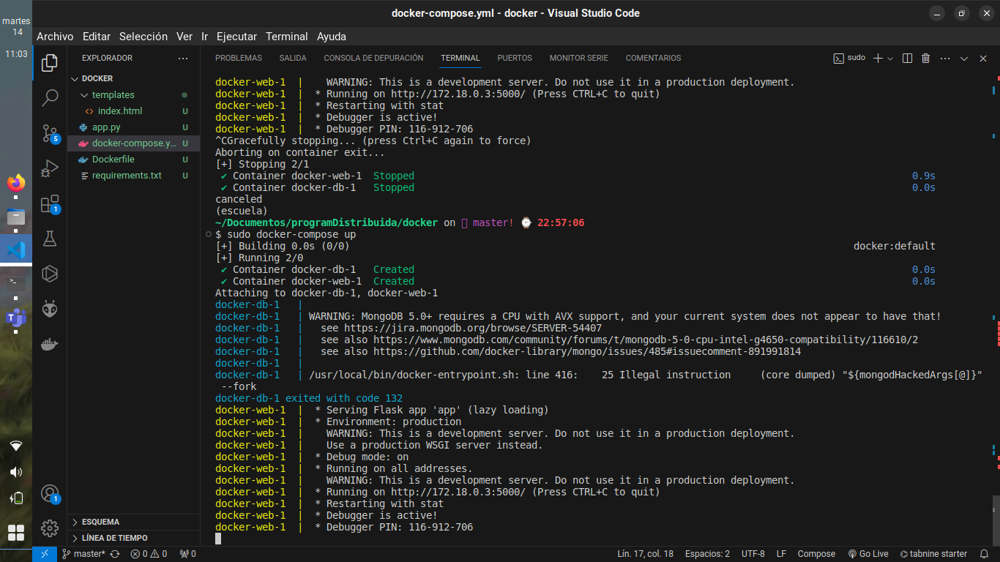 martes
14
11:03
docker-compose.yml - docker - Visual Studio Code
Archivo Editar Selección Ver Ir Ejecutar Terminal Ayuda
EXPLORADOR
DOCKER
templates
index.html U
app.py U
docker-compose.y... U
Dockerfile U
requirements.txt U
ESQUEMA
LÍNEA DE TIEMPO
5
1
1
PROBLEMAS SALIDA CONSOLA DE DEPURACIÓN TERMINAL PUERTOS MONITOR SERIE COMENTARIOS
sudo
docker-web-1 | WARNING: This is a development server. Do not use it in a production deployment.
docker-web-1 | * Running on http://172.18.0.3:5000/ (Press CTRL+C to quit)
docker-web-1 | * Restarting with stat
docker-web-1 | * Debugger is active!
docker-web-1 | * Debugger PIN: 116-912-706
^CGracefully stopping... (press Ctrl+C again to force)
Aborting on container exit...
[+] Stopping 2/1
✔ Container docker-web-1 Stopped 0.9s
✔ Container docker-db-1 Stopped 0.0s
canceled
(escuela)
~/Documentos/programDistribuida/docker on master! ⌚ 22:57:06
$ sudo docker-compose up
[+] Building 0.0s (0/0) docker:default
[+] Running 2/0
✔ Container docker-db-1 Created 0.0s
✔ Container docker-web-1 Created 0.0s
Attaching to docker-db-1, docker-web-1
docker-db-1 |
docker-db-1 | WARNING: MongoDB 5.0+ requires a CPU with AVX support, and your current system does not appear to have that!
docker-db-1 | see https://jira.mongodb.org/browse/SERVER-54407
docker-db-1 | see also https://www.mongodb.com/community/forums/t/mongodb-5-0-cpu-intel-g4650-compatibility/116610/2
docker-db-1 | see also https://github.com/docker-library/mongo/issues/485#issuecomment-891991814
docker-db-1 |
docker-db-1 | /usr/local/bin/docker-entrypoint.sh: line 416: 25 Illegal instruction (core dumped) "${mongodHackedArgs[@]}"
--fork
docker-db-1 exited with code 132
docker-web-1 | * Serving Flask app 'app' (lazy loading)
docker-web-1 | * Environment: production
docker-web-1 | WARNING: This is a development server. Do not use it in a production deployment.
docker-web-1 | Use a production WSGI server instead.
docker-web-1 | * Debug mode: on
docker-web-1 | * Running on all addresses.
docker-web-1 | WARNING: This is a development server. Do not use it in a production deployment.
docker-web-1 | * Running on http://172.18.0.3:5000/ (Press CTRL+C to quit)
docker-web-1 | * Restarting with stat
docker-web-1 | * Debugger is active!
docker-web-1 | * Debugger PIN: 116-912-706
master* 0 0 0 Lín. 17, col. 18 Espacios: 2 UTF-8 LF Compose Go Live tabnine starter